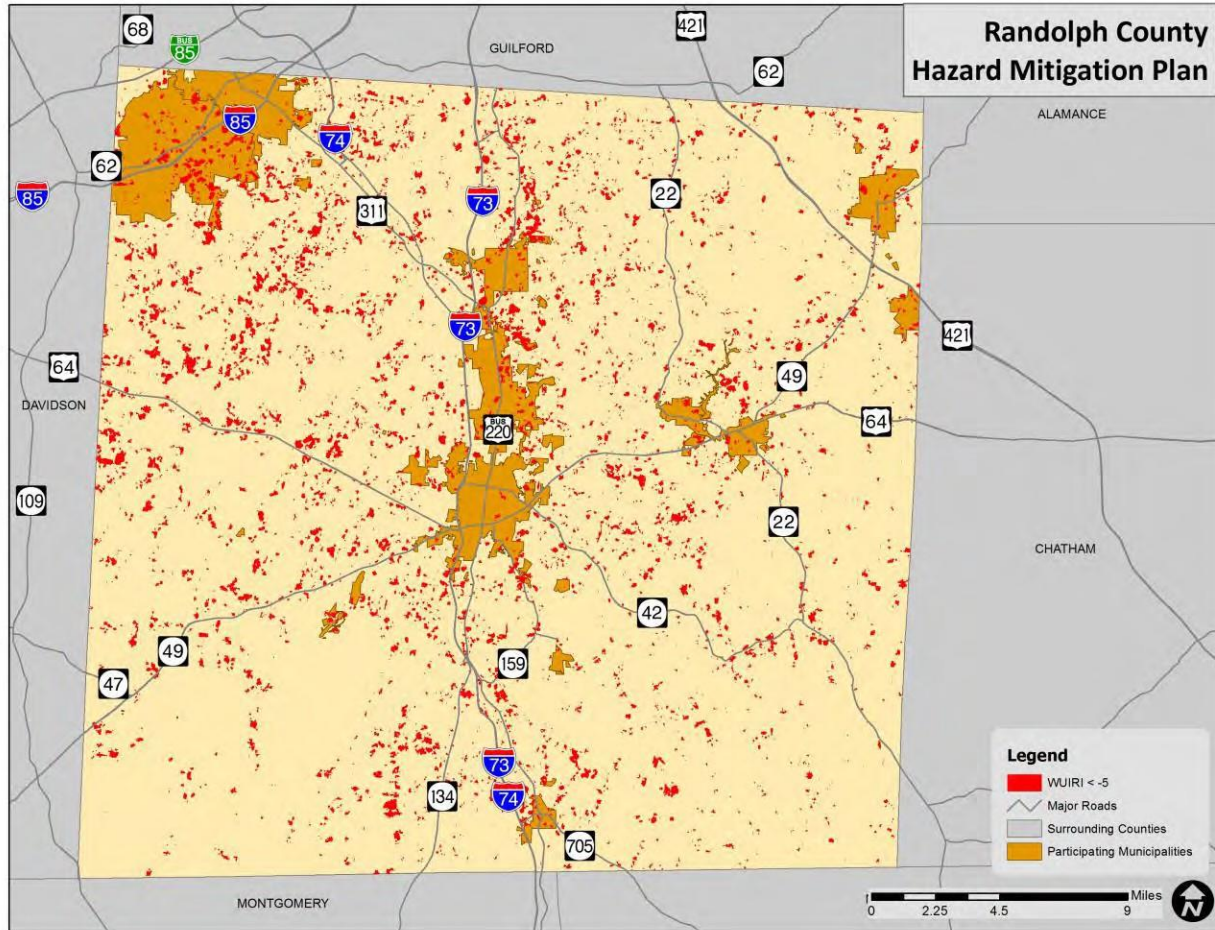 Randolph County
Hazard Mitigation Plan
68
BUS
85
GUILFORD
421
62
ALAMANCE
85
74
62
85
22
311
73
73
421
64
49
DAVIDSON
64
BUS
220
109
22
CHATHAM
42
49
159
47
73
134
74
705
MONTGOMERY
Legend
WUIRI < -5
Major Roads
Surrounding Counties
Participating Municipalities
Miles
0 2.25 4.5 9
N